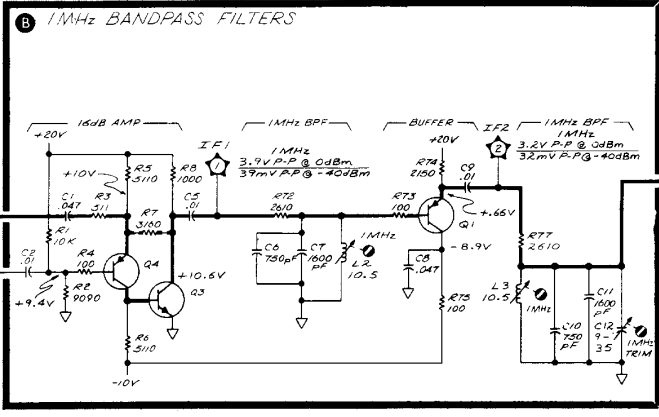 B 1MHz BANDPASS FILTERS
16dB AMP
1MHz BPF
BUFFER
1MHz BPF
+20V
IF1
1
1MHz
3.9V P-P @ 0dBm
39mV P-P @ -40dBm
+20V
IF2
2
1MHz
3.2V P-P @ 0dBm
32mV P-P @ -40dBm
+10V
R5
5110
R8
1000
R74
2150
C9
.01
C1
.047
R3
511
C5
.01
R72
2610
R73
100
Q1
+.66V
R7
3160
R1
10K
C2
.01
R4
100
Q4
C6
750pF
C7
1600
pF
1MHz
L2
10.5
-8.9V
C8
.047
R77
2610
+10.6V
Q3
R2
9090
+9.4V
R75
100
L3
10.5
1MHz
C10
750
pF
C11
1600
pF
C12
9-
35
1MHz
TRIM
R6
5110
-10V